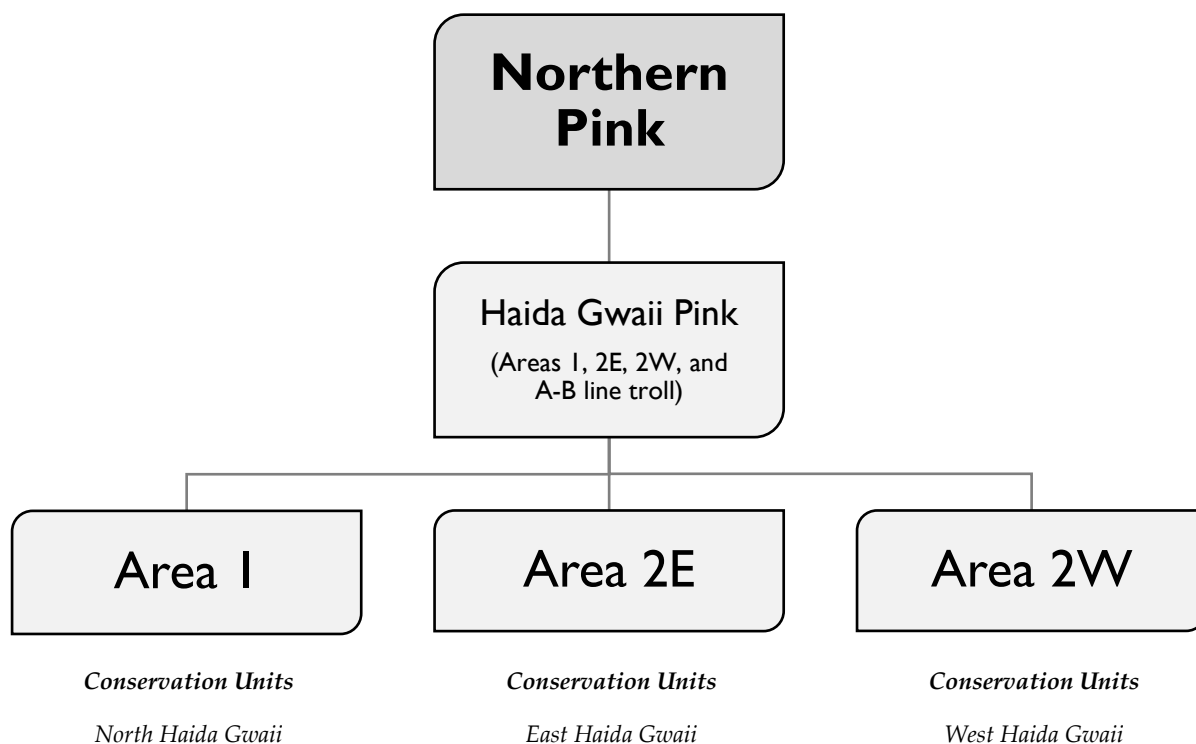 Northern
Pink
Haida Gwaii Pink
(Areas 1, 2E, 2W, and
A-B line troll)
Area 1
Area 2E
Area 2W
Conservation Units
Conservation Units
Conservation Units
North Haida Gwaii
East Haida Gwaii
West Haida Gwaii